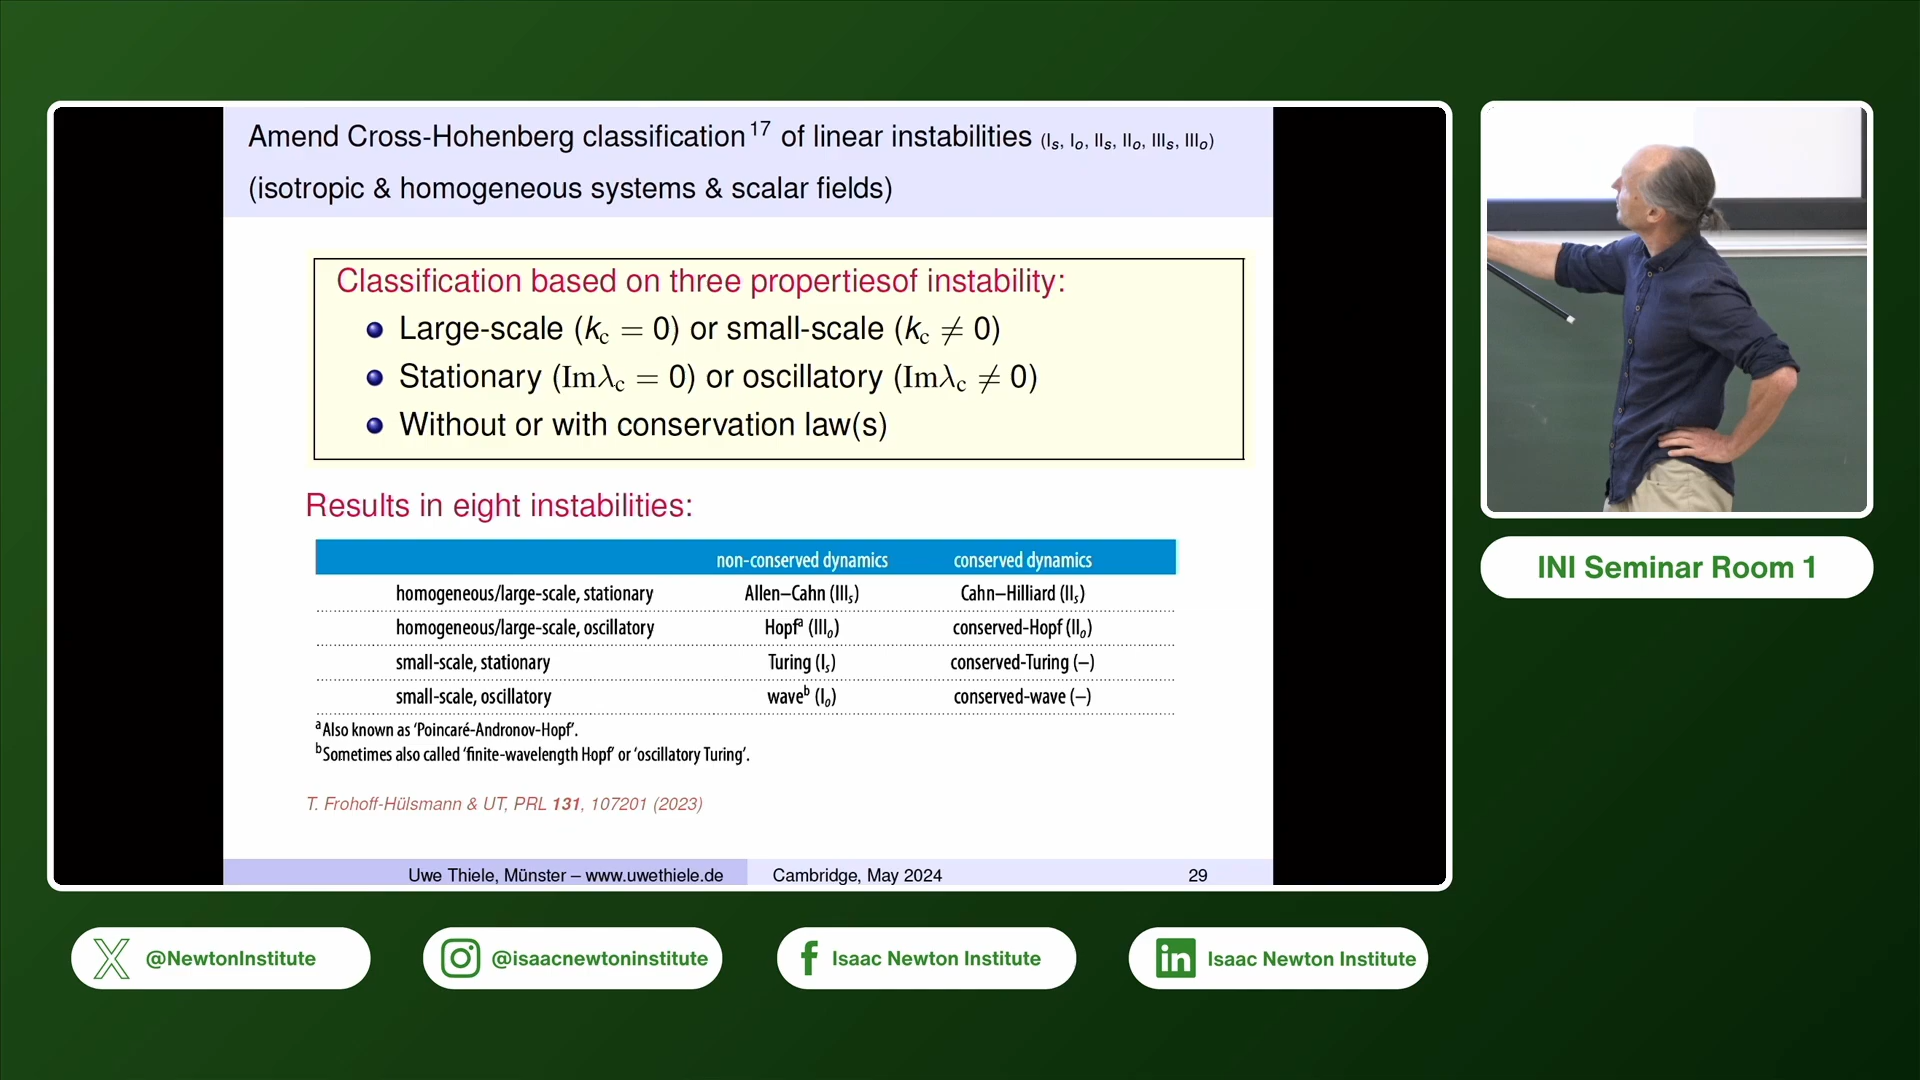 Amend Cross-Hohenberg classification¹⁷ of linear instabilities (Iₛ, Iₒ, IIₛ, IIₒ, IIIₛ, IIIₒ)
(isotropic & homogeneous systems & scalar fields)
Classification based on three propertiesof instability:
Large-scale (k_c = 0) or small-scale (k_c ≠ 0)
Stationary (Imλ_c = 0) or oscillatory (Imλ_c ≠ 0)
Without or with conservation law(s)
Results in eight instabilities:
non-conserved dynamics conserved dynamics
homogeneous/large-scale, stationary Allen–Cahn (IIIₛ) Cahn–Hilliard (IIₛ)
homogeneous/large-scale, oscillatory Hopfᵃ (IIIₒ) conserved-Hopf (IIₒ)
small-scale, stationary Turing (Iₛ) conserved-Turing (–)
small-scale, oscillatory waveᵇ (Iₒ) conserved-wave (–)
ᵃAlso known as ‘Poincaré-Andronov-Hopf’.
ᵇSometimes also called ‘finite-wavelength Hopf’ or ‘oscillatory Turing’.
T. Frohoff-Hülsmann & UT, PRL 131, 107201 (2023)
Uwe Thiele, Münster – www.uwethiele.de Cambridge, May 2024 29
INI Seminar Room 1
@NewtonInstitute @isaacnewtoninstitute Isaac Newton Institute Isaac Newton Institute